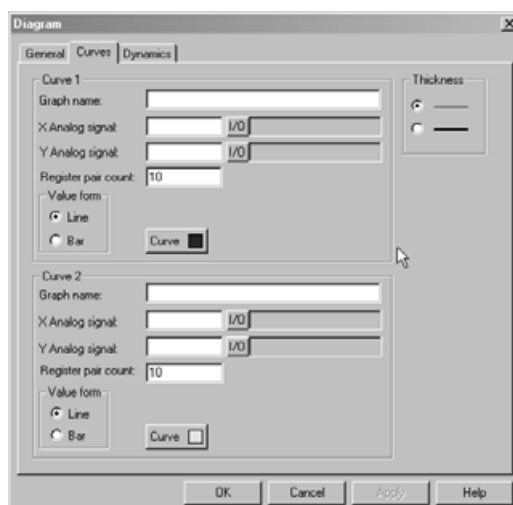 Diagram
General Curves Dynamics
Curve 1
Graph name:
X Analog signal: I/O
Y Analog signal: I/O
Register pair count: 10
Value form
Line
Bar
Curve
Thickness
Curve 2
Graph name:
X Analog signal: I/O
Y Analog signal: I/O
Register pair count: 10
Value form
Line
Bar
Curve
OK Cancel Apply Help